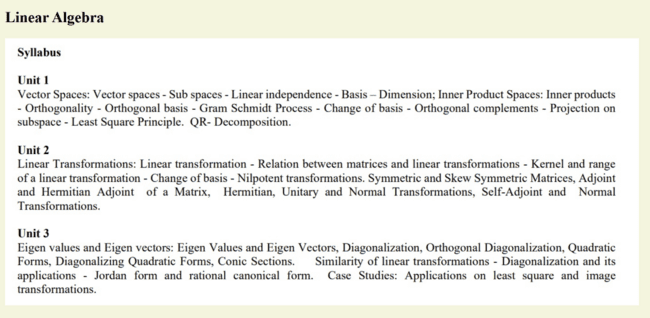 Linear Algebra
Syllabus
Unit 1
Vector Spaces: Vector spaces - Sub spaces - Linear independence - Basis – Dimension; Inner Product Spaces: Inner products
- Orthogonality - Orthogonal basis - Gram Schmidt Process - Change of basis - Orthogonal complements - Projection on
subspace - Least Square Principle. QR- Decomposition.
Unit 2
Linear Transformations: Linear transformation - Relation between matrices and linear transformations - Kernel and range
of a linear transformation - Change of basis - Nilpotent transformations. Symmetric and Skew Symmetric Matrices, Adjoint
and Hermitian Adjoint of a Matrix, Hermitian, Unitary and Normal Transformations, Self-Adjoint and Normal
Transformations.
Unit 3
Eigen values and Eigen vectors: Eigen Values and Eigen Vectors, Diagonalization, Orthogonal Diagonalization, Quadratic
Forms, Diagonalizing Quadratic Forms, Conic Sections. Similarity of linear transformations - Diagonalization and its
applications - Jordan form and rational canonical form. Case Studies: Applications on least square and image
transformations.